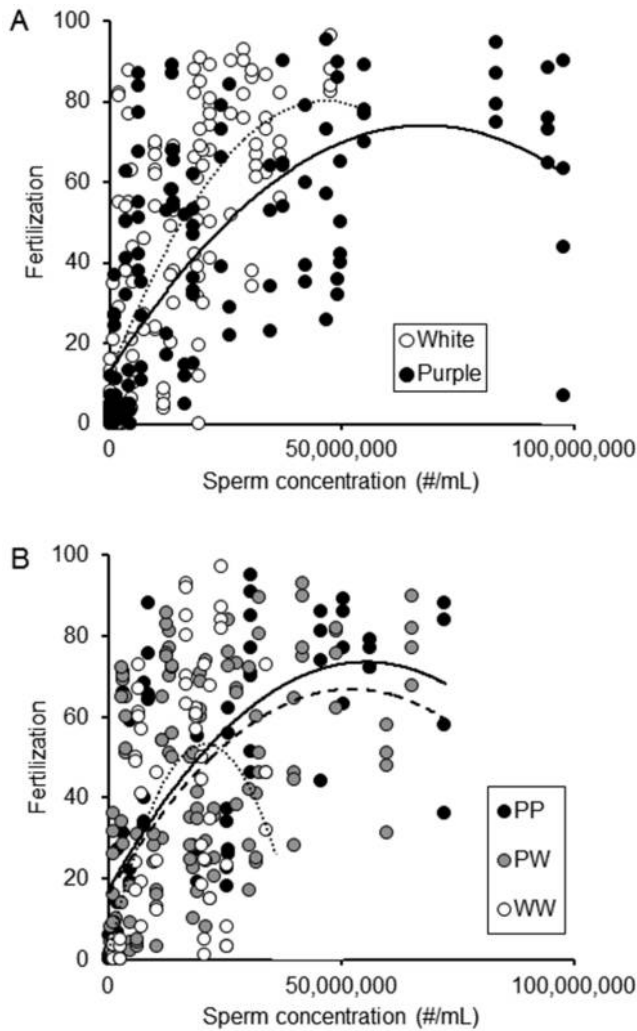 A
100
80
60
40
20
0
Fertilization
White
Purple
0 50,000,000 100,000,000
Sperm concentration (#/mL)
B
100
80
60
40
20
0
Fertilization
PP
PW
WW
0 50,000,000 100,000,000
Sperm concentration (#/mL)